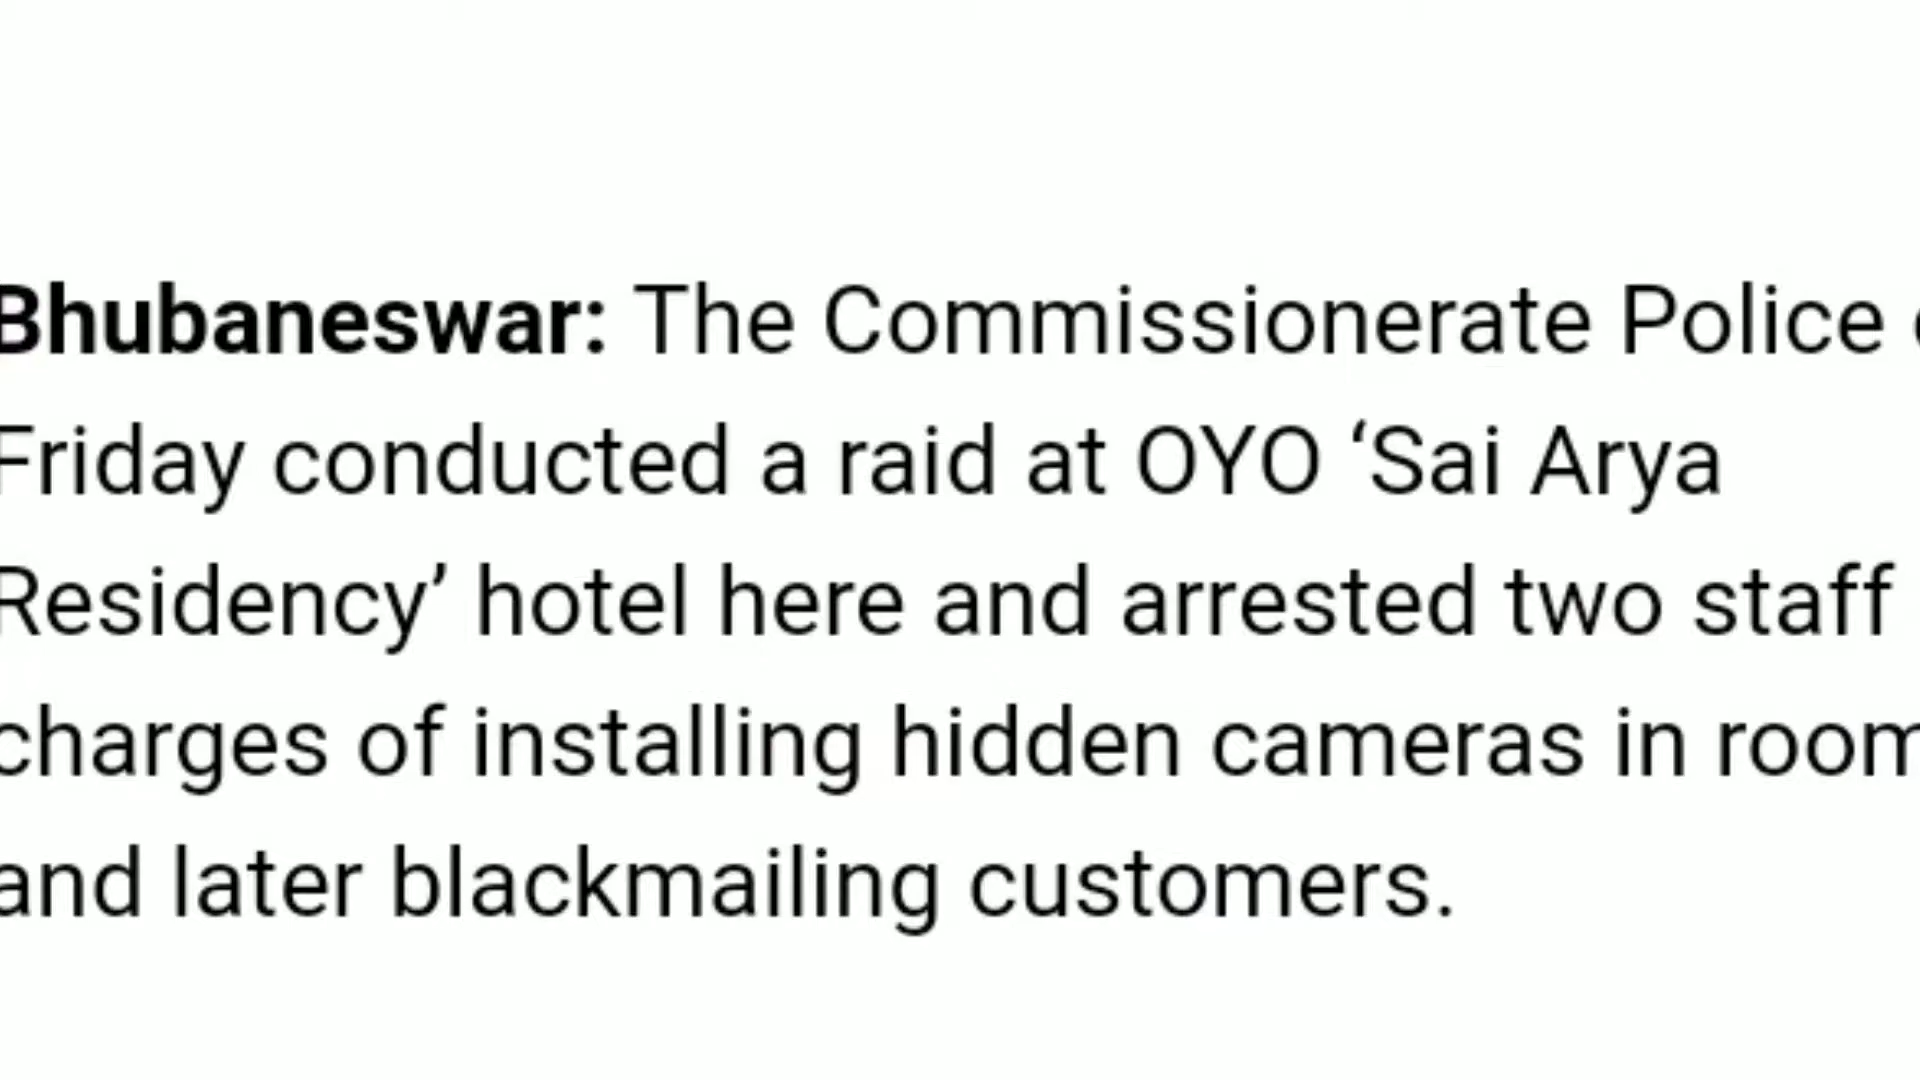 Bhubaneswar: The Commissionerate Police
Friday conducted a raid at OYO ‘Sai Arya
Residency’ hotel here and arrested two staff
charges of installing hidden cameras in room
and later blackmailing customers.